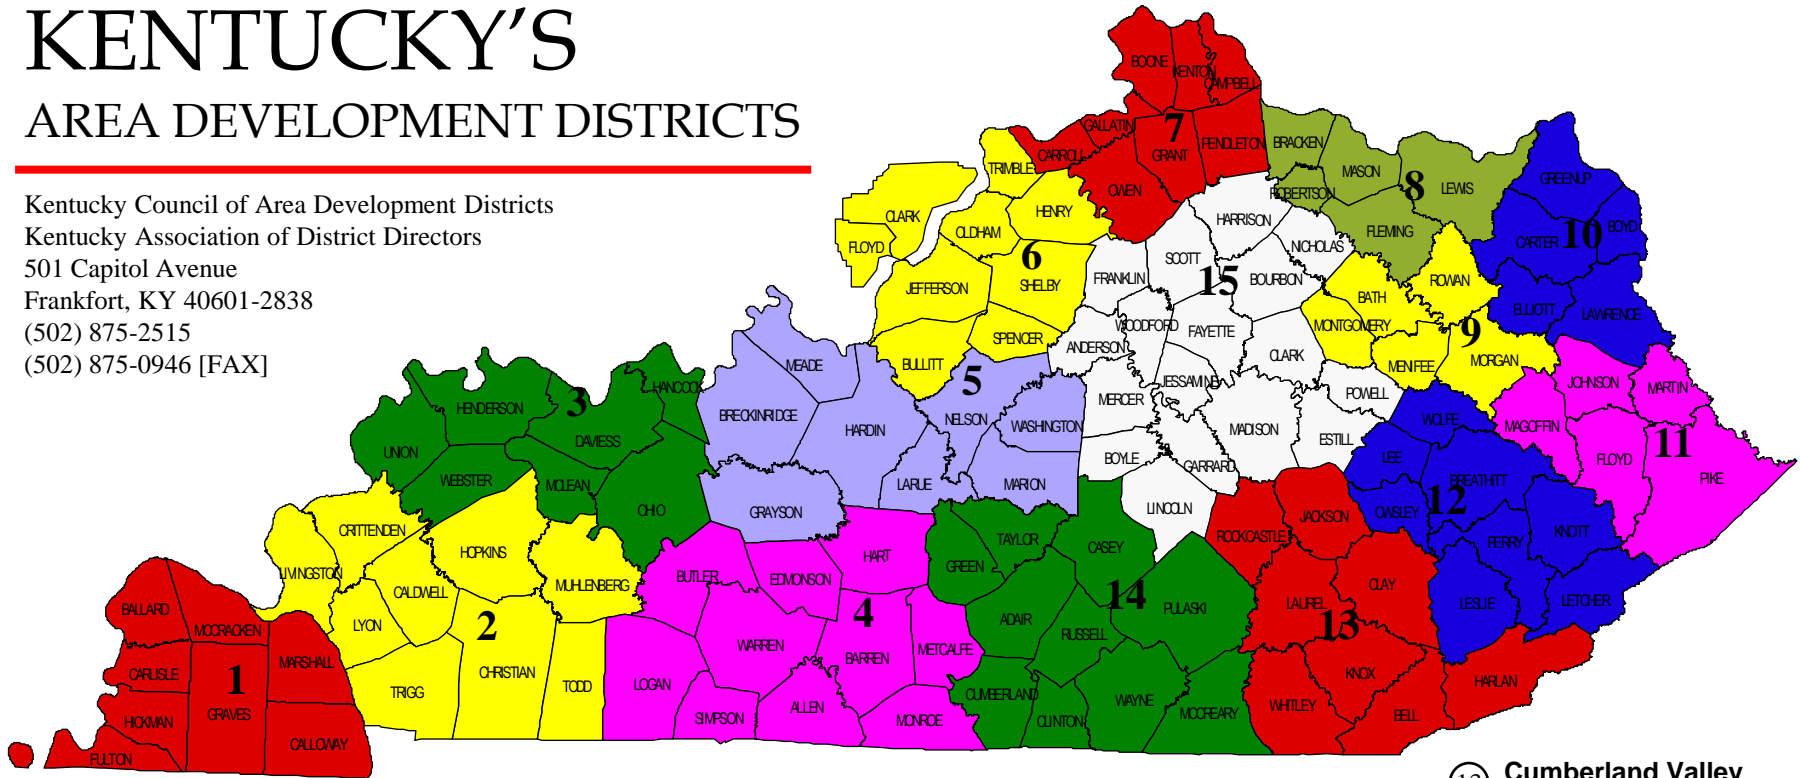 KENTUCKY'S
AREA DEVELOPMENT DISTRICTS
Kentucky Council of Area Development Districts
Kentucky Association of District Directors
501 Capitol Avenue
Frankfort, KY 40601-2838
(502) 875-2515
(502) 875-0946 [FAX]
BOONE
KENTON
CAMPBELL
GALLATIN
7
CARROLL
GRANT
PENDLETON
OWEN
BRACKEN
MASON
ROBERTSON
8
LEWIS
FLEMING
GREENUP
CARTER
10
BOYD
ELLIOTT
LAWRENCE
TRIMBLE
CLARK
FLOYD
HENRY
OLDHAM
6
SHELBY
JEFFERSON
SPENCER
BULLITT
HARRISON
NICHOLAS
SCOTT
15
BOURBON
FRANKLIN
WOODFORD
FAYETTE
ANDERSON
CLARK
JESSAMINE
POWELL
MERCER
MADISON
ESTILL
BOYLE
GARRARD
LINCOLN
ROWAN
BATH
MONTGOMERY
9
MENIFEE
MORGAN
JOHNSON
MARTIN
MAGOFFIN
FLOYD
11
PIKE
MEADE
5
BRECKINRIDGE
HARDIN
NELSON
WASHINGTON
LARUE
MARION
GRAYSON
HANCOCK
HENDERSON
3
DAVIESS
UNION
WEBSTER
MCLEAN
OHIO
WOLFE
LEE
BREATHITT
12
OWSLEY
PERRY
KNOTT
LESLIE
LETCHER
CRITTENDEN
LIVINGSTON
HOPKINS
CALDWELL
MUHLENBERG
LYON
2
CHRISTIAN
TRIGG
TODD
HART
BUTLER
EDMONSON
4
WARREN
BARREN
METCALFE
LOGAN
SIMPSON
ALLEN
MONROE
TAYLOR
CASEY
GREEN
14
PULASKI
ADAIR
RUSSELL
CUMBERLAND
WAYNE
CLINTON
MCCREARY
ROCKCASTLE
JACKSON
CLAY
LAUREL
13
KNOX
WHITLEY
BELL
HARLAN
BALLARD
MCCRACKEN
CARLISLE
MARSHALL
1
GRAVES
HICKMAN
CALLOWAY
FULTON
13 Cumberland Valley